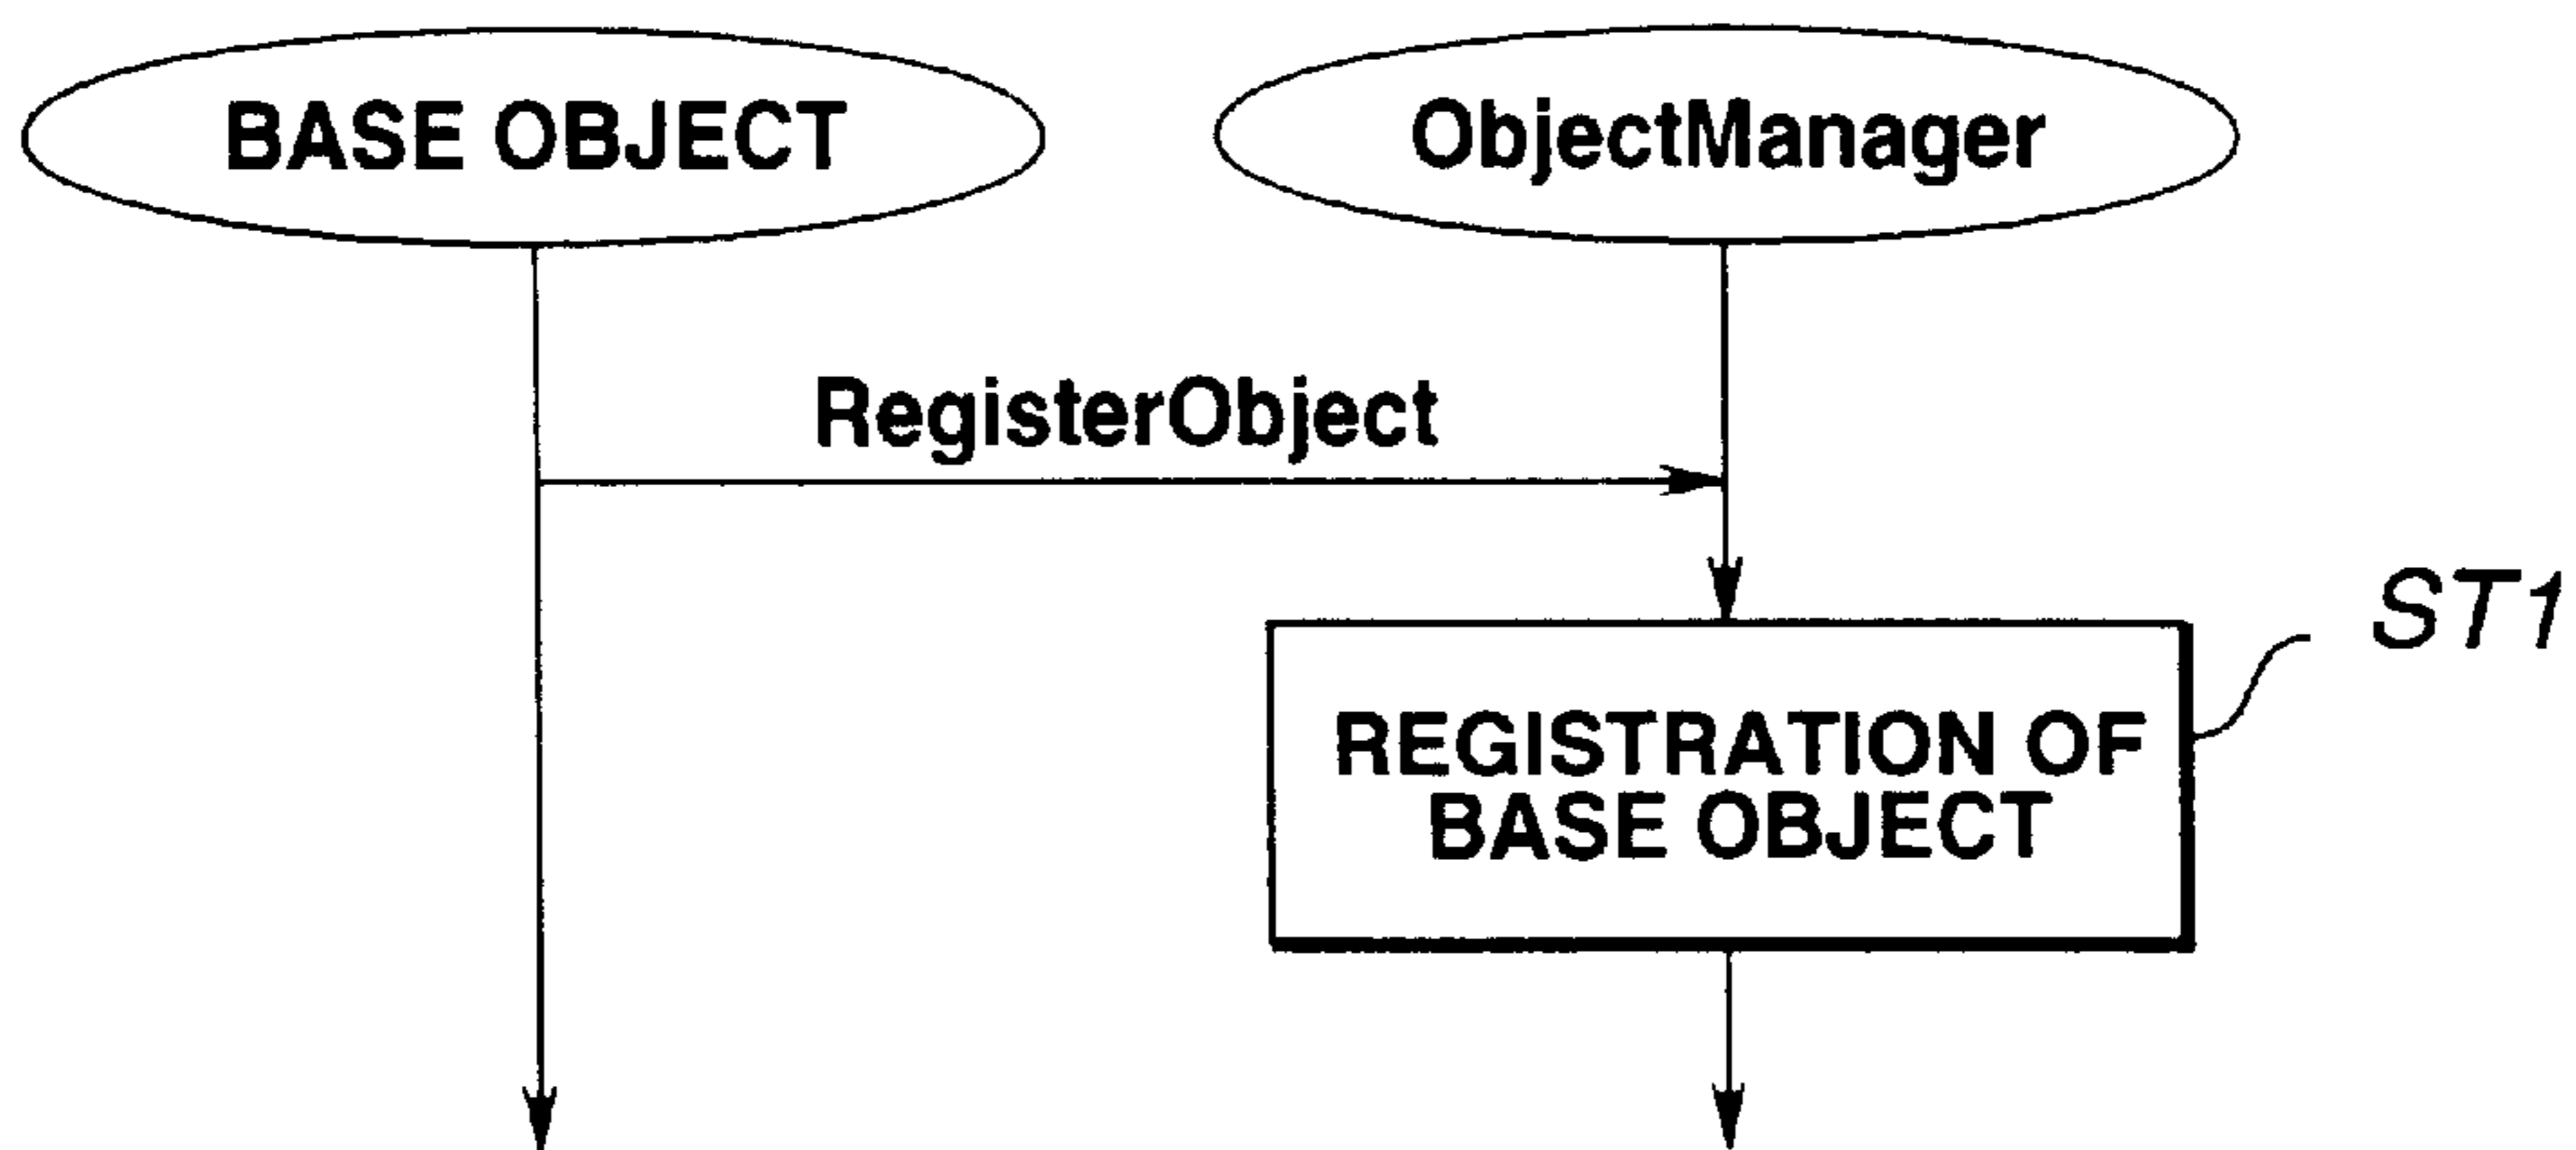 BASE OBJECT
ObjectManager
RegisterObject
ST1
REGISTRATION OF
BASE OBJECT